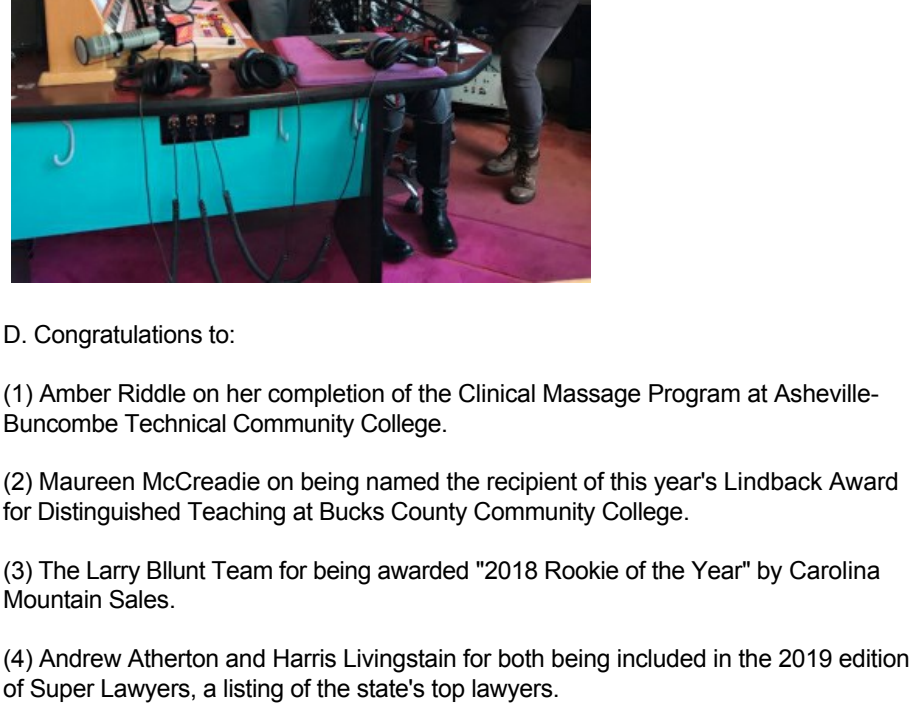 D. Congratulations to:
(1) Amber Riddle on her completion of the Clinical Massage Program at Asheville-
Buncombe Technical Community College.
(2) Maureen McCreadie on being named the recipient of this year's Lindback Award
for Distinguished Teaching at Bucks County Community College.
(3) The Larry Bllunt Team for being awarded "2018 Rookie of the Year" by Carolina
Mountain Sales.
(4) Andrew Atherton and Harris Livingstain for both being included in the 2019 edition
of Super Lawyers, a listing of the state's top lawyers.